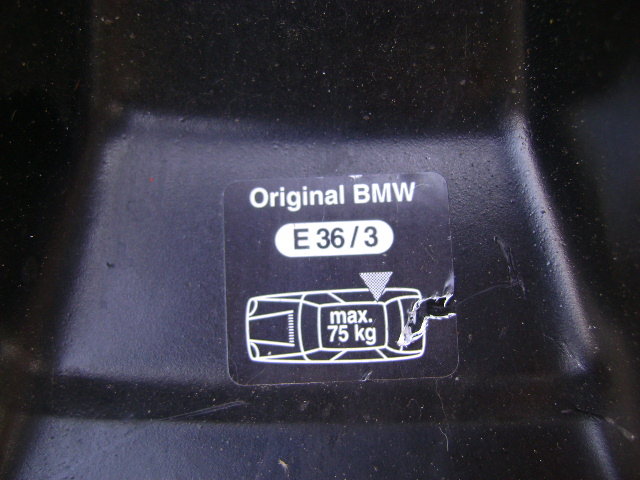 Original BMW
E 36/3
max.
75 kg